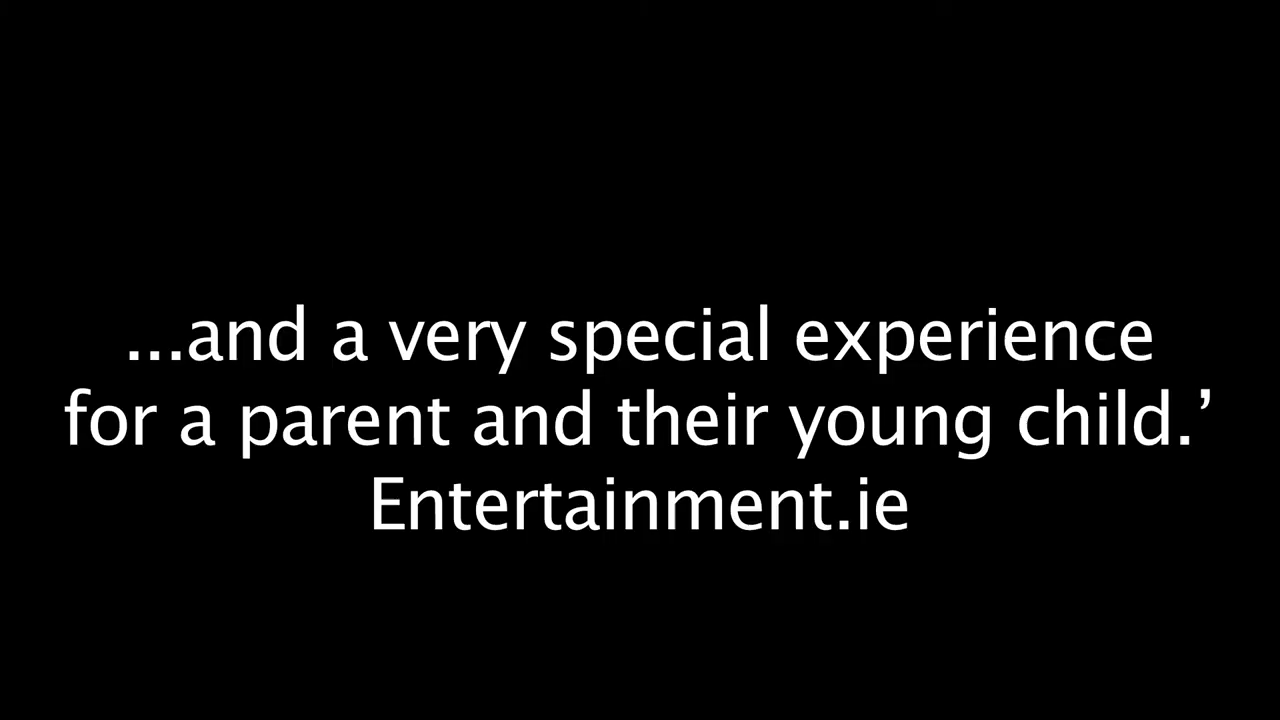 ...and a very special experience
for a parent and their young child.’
Entertainment.ie